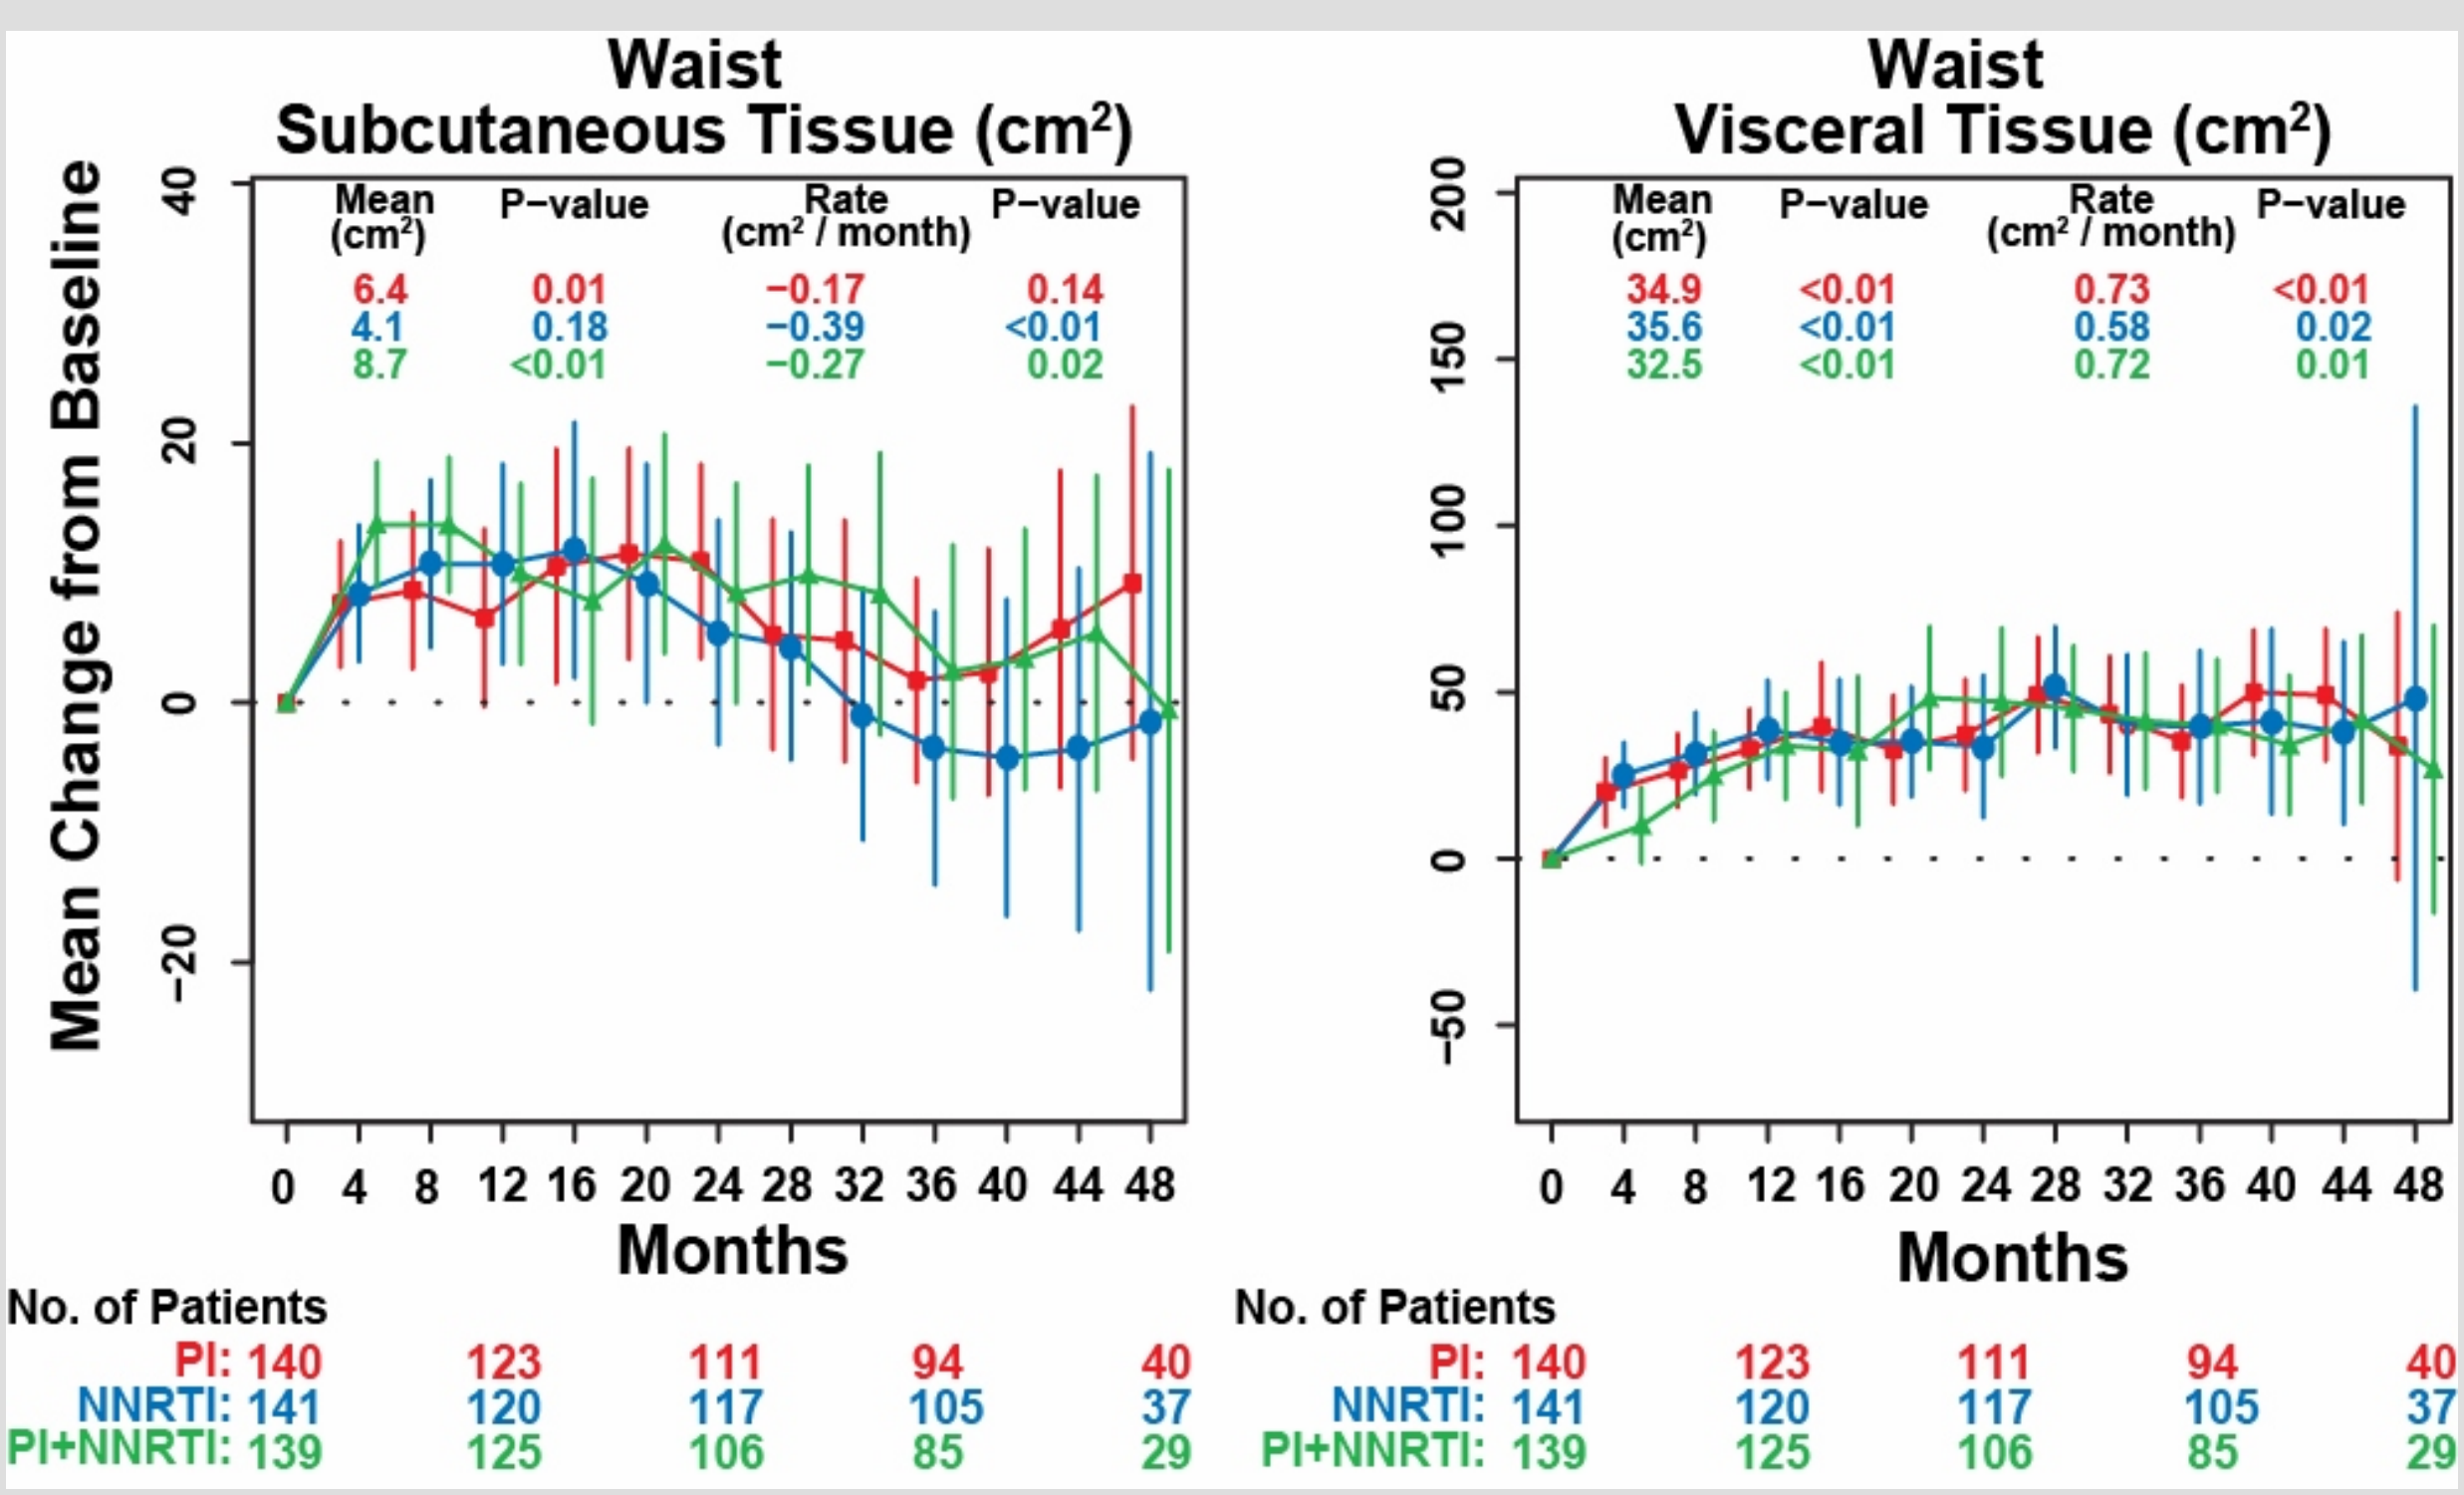 Waist
Subcutaneous Tissue (cm²)
Mean Change from Baseline
40
20
0
−20
Mean (cm²) P−value Rate (cm² / month) P−value
6.4 0.01 −0.17 0.14
4.1 0.18 −0.39 <0.01
8.7 <0.01 −0.27 0.02
0 4 8 12 16 20 24 28 32 36 40 44 48
Months
No. of Patients
PI: 140 123 111 94 40
NNRTI: 141 120 117 105 37
PI+NNRTI: 139 125 106 85 29
Waist
Visceral Tissue (cm²)
200
150
100
50
0
−50
Mean (cm²) P−value Rate (cm² / month) P−value
34.9 <0.01 0.73 <0.01
35.6 <0.01 0.58 0.02
32.5 <0.01 0.72 0.01
0 4 8 12 16 20 24 28 32 36 40 44 48
Months
No. of Patients
PI: 140 123 111 94 40
NNRTI: 141 120 117 105 37
PI+NNRTI: 139 125 106 85 29